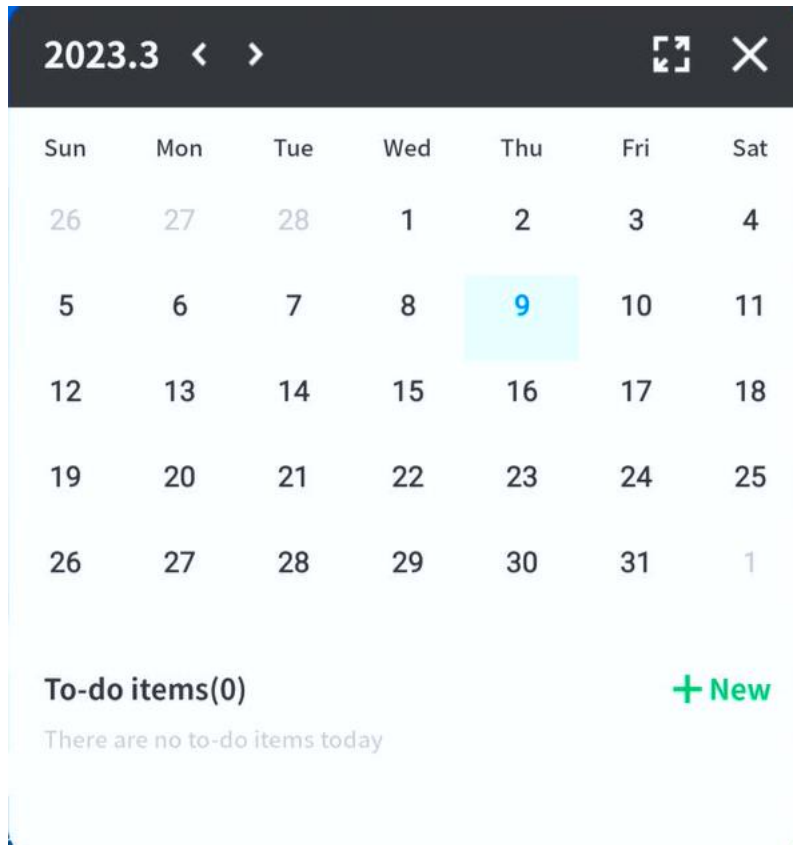 2023.3 < >
Sun Mon Tue Wed Thu Fri Sat
26 27 28 1 2 3 4
5 6 7 8 9 10 11
12 13 14 15 16 17 18
19 20 21 22 23 24 25
26 27 28 29 30 31 1
To-do items(0) + New
There are no to-do items today